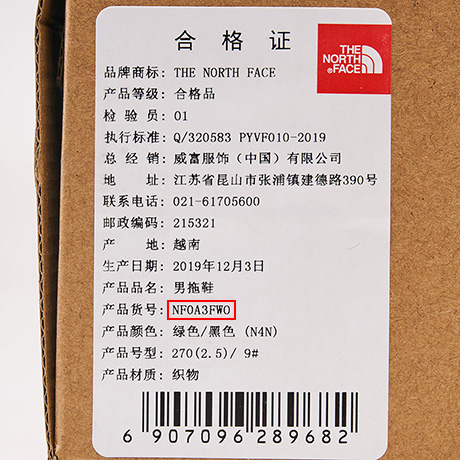 合格证
THE
NORTH
FACE
品牌商标: THE NORTH FACE
产品等级: 合格品
检 验 员: 01
执行标准: Q/320583 PYVF010-2019
总 经 销: 威富服饰（中国）有限公司
地 址: 江苏省昆山市张浦镇建德路390号
联系电话: 021-61705600
邮政编码: 215321
产 地: 越南
生产日期: 2019年12月3日
产品品名: 男拖鞋
产品货号: NF0A3FWO
产品颜色: 绿色/黑色 (N4N)
产品号型: 270(2.5)/ 9#
产品材质: 织物
6 907096 289682